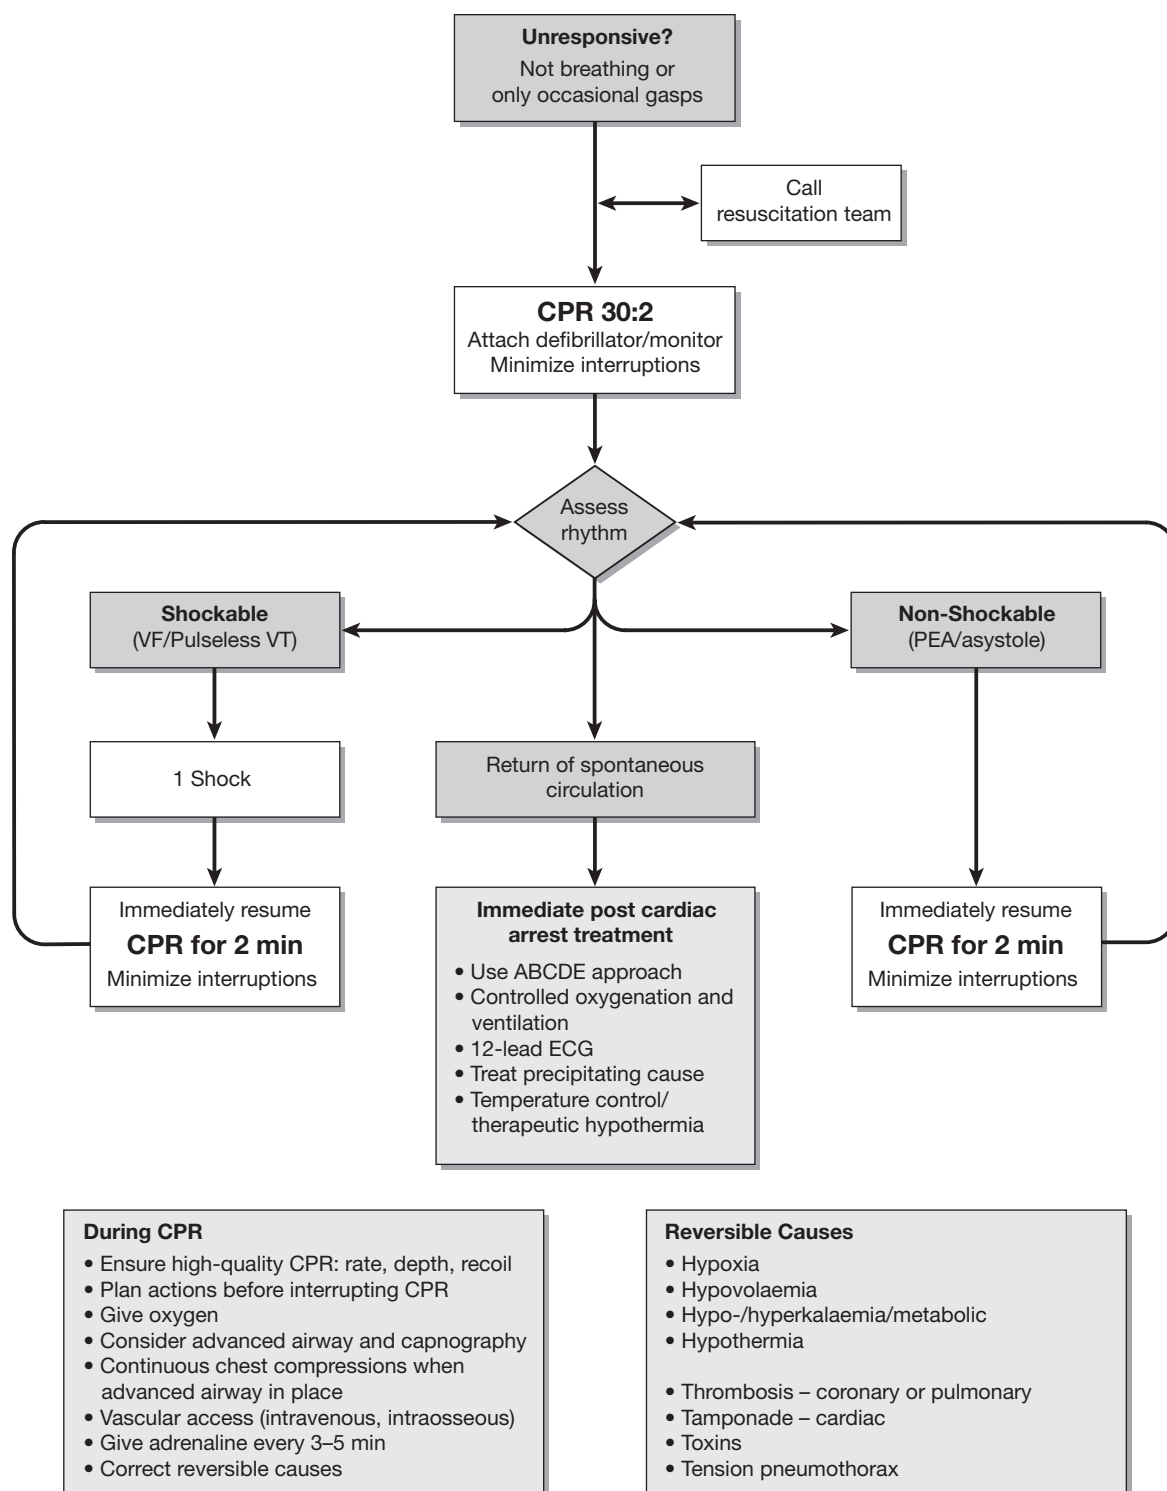 Unresponsive?
Not breathing or
only occasional gasps
Call
resuscitation team
CPR 30:2
Attach defibrillator/monitor
Minimize interruptions
Assess
rhythm
Shockable
(VF/Pulseless VT)
Non-Shockable
(PEA/asystole)
1 Shock
Return of spontaneous
circulation
Immediately resume
CPR for 2 min
Minimize interruptions
Immediate post cardiac
arrest treatment
• Use ABCDE approach
• Controlled oxygenation and
ventilation
• 12-lead ECG
• Treat precipitating cause
• Temperature control/
therapeutic hypothermia
Immediately resume
CPR for 2 min
Minimize interruptions
During CPR
• Ensure high-quality CPR: rate, depth, recoil
• Plan actions before interrupting CPR
• Give oxygen
• Consider advanced airway and capnography
• Continuous chest compressions when
advanced airway in place
• Vascular access (intravenous, intraosseous)
• Give adrenaline every 3–5 min
• Correct reversible causes
Reversible Causes
• Hypoxia
• Hypovolaemia
• Hypo-/hyperkalaemia/metabolic
• Hypothermia
• Thrombosis – coronary or pulmonary
• Tamponade – cardiac
• Toxins
• Tension pneumothorax